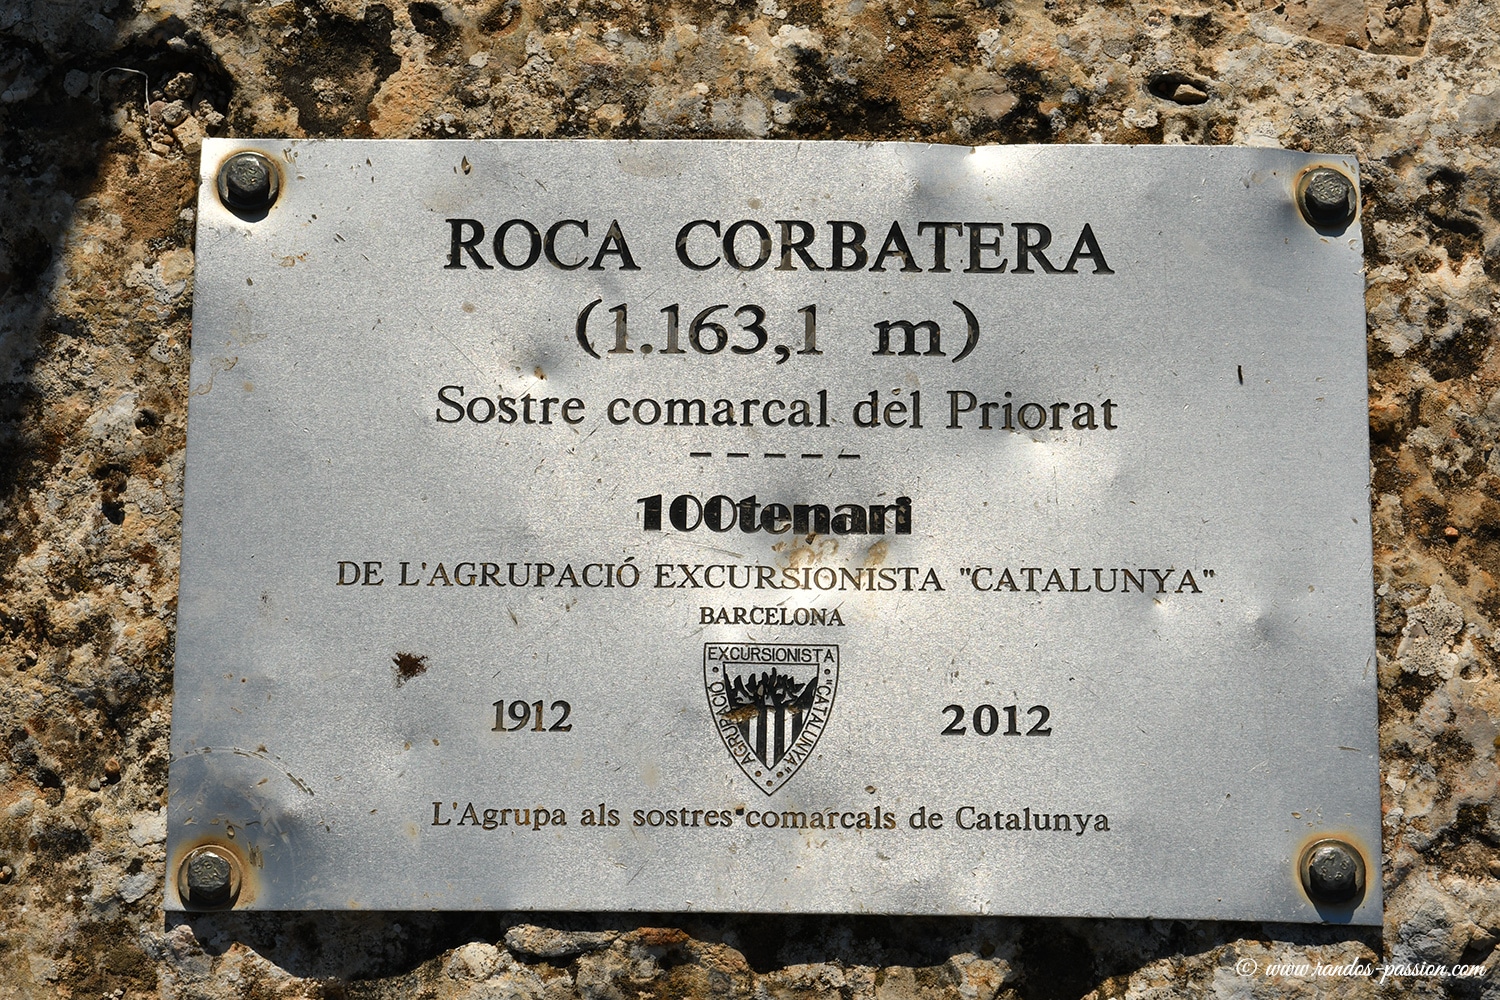 ROCA CORBATERA
(1.163,1 m)
Sostre comarcal del Priorat
-----
100tenari
DE L'AGRUPACIÓ EXCURSIONISTA "CATALUNYA"
BARCELONA
EXCURSIONISTA
AGRUPACIÓ
"CATALUNYA"
1912
2012
L'Agrupa als sostres comarcals de Catalunya
© www.randos-passion.com